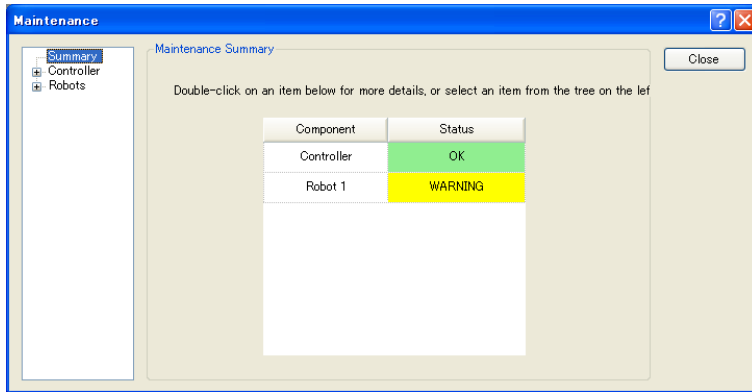 Maintenance
Summary
Controller
Robots
Maintenance Summary
Close
Double-click on an item below for more details, or select an item from the tree on the lef
Component Status
Controller OK
Robot 1 WARNING